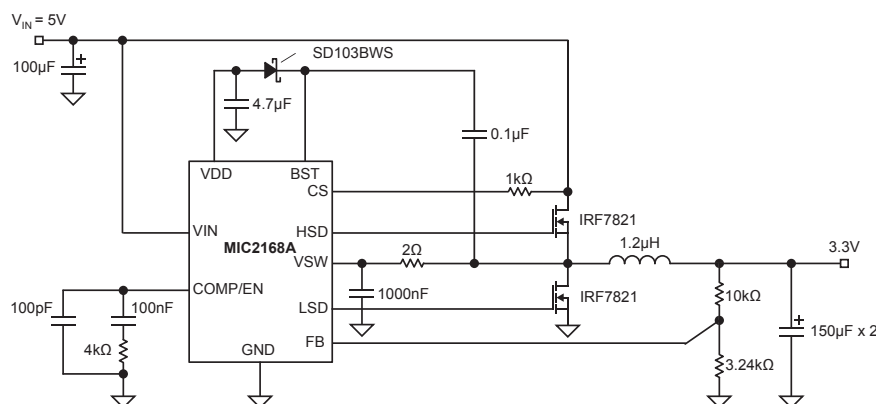 VIN = 5V
100µF
SD103BWS
4.7µF
0.1µF
VDD
BST
CS
1kΩ
IRF7821
HSD
VIN
MIC2168A
VSW
2Ω
1.2µH
3.3V
COMP/EN
1000nF
IRF7821
10kΩ
100pF
100nF
LSD
150µF x 2
4kΩ
GND
FB
3.24kΩ